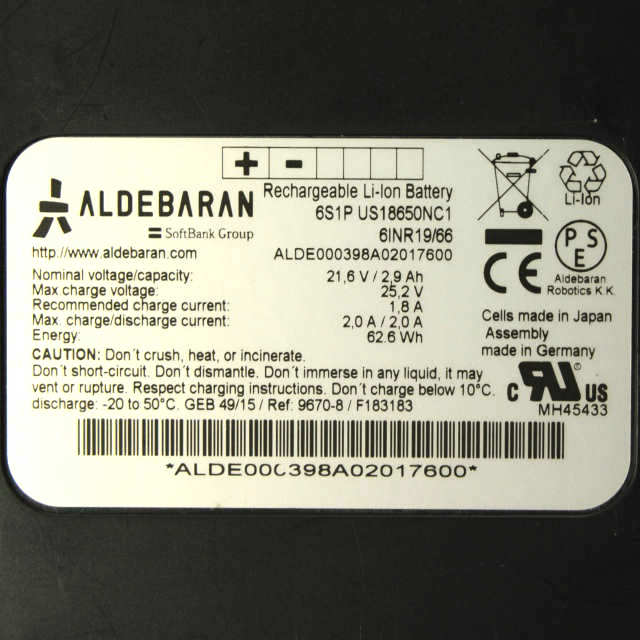 + -
ALDEBARAN
SoftBank Group
http://www.aldebaran.com
Rechargeable Li-Ion Battery
6S1P US18650NC1
6INR19/66
ALDE000398A02017600
Nominal voltage/capacity: 21,6 V / 2,9 Ah
Max charge voltage: 25,2 V
Recommended charge current: 1,8 A
Max. charge/discharge current: 2,0 A / 2,0 A
Energy: 62.6 Wh
CAUTION: Don´t crush, heat, or incinerate.
Don´t short-circuit. Don´t dismantle. Don´t immerse in any liquid, it may
vent or rupture. Respect charging instructions. Don´t charge below 10°C.
discharge: -20 to 50°C. GEB 49/15 / Ref: 9670-8 / F183183
*ALDE000398A02017600*
Li-Ion
CE
PSE
Aldebaran
Robotics K.K.
Cells made in Japan
Assembly
made in Germany
c RU ® US
MH45433